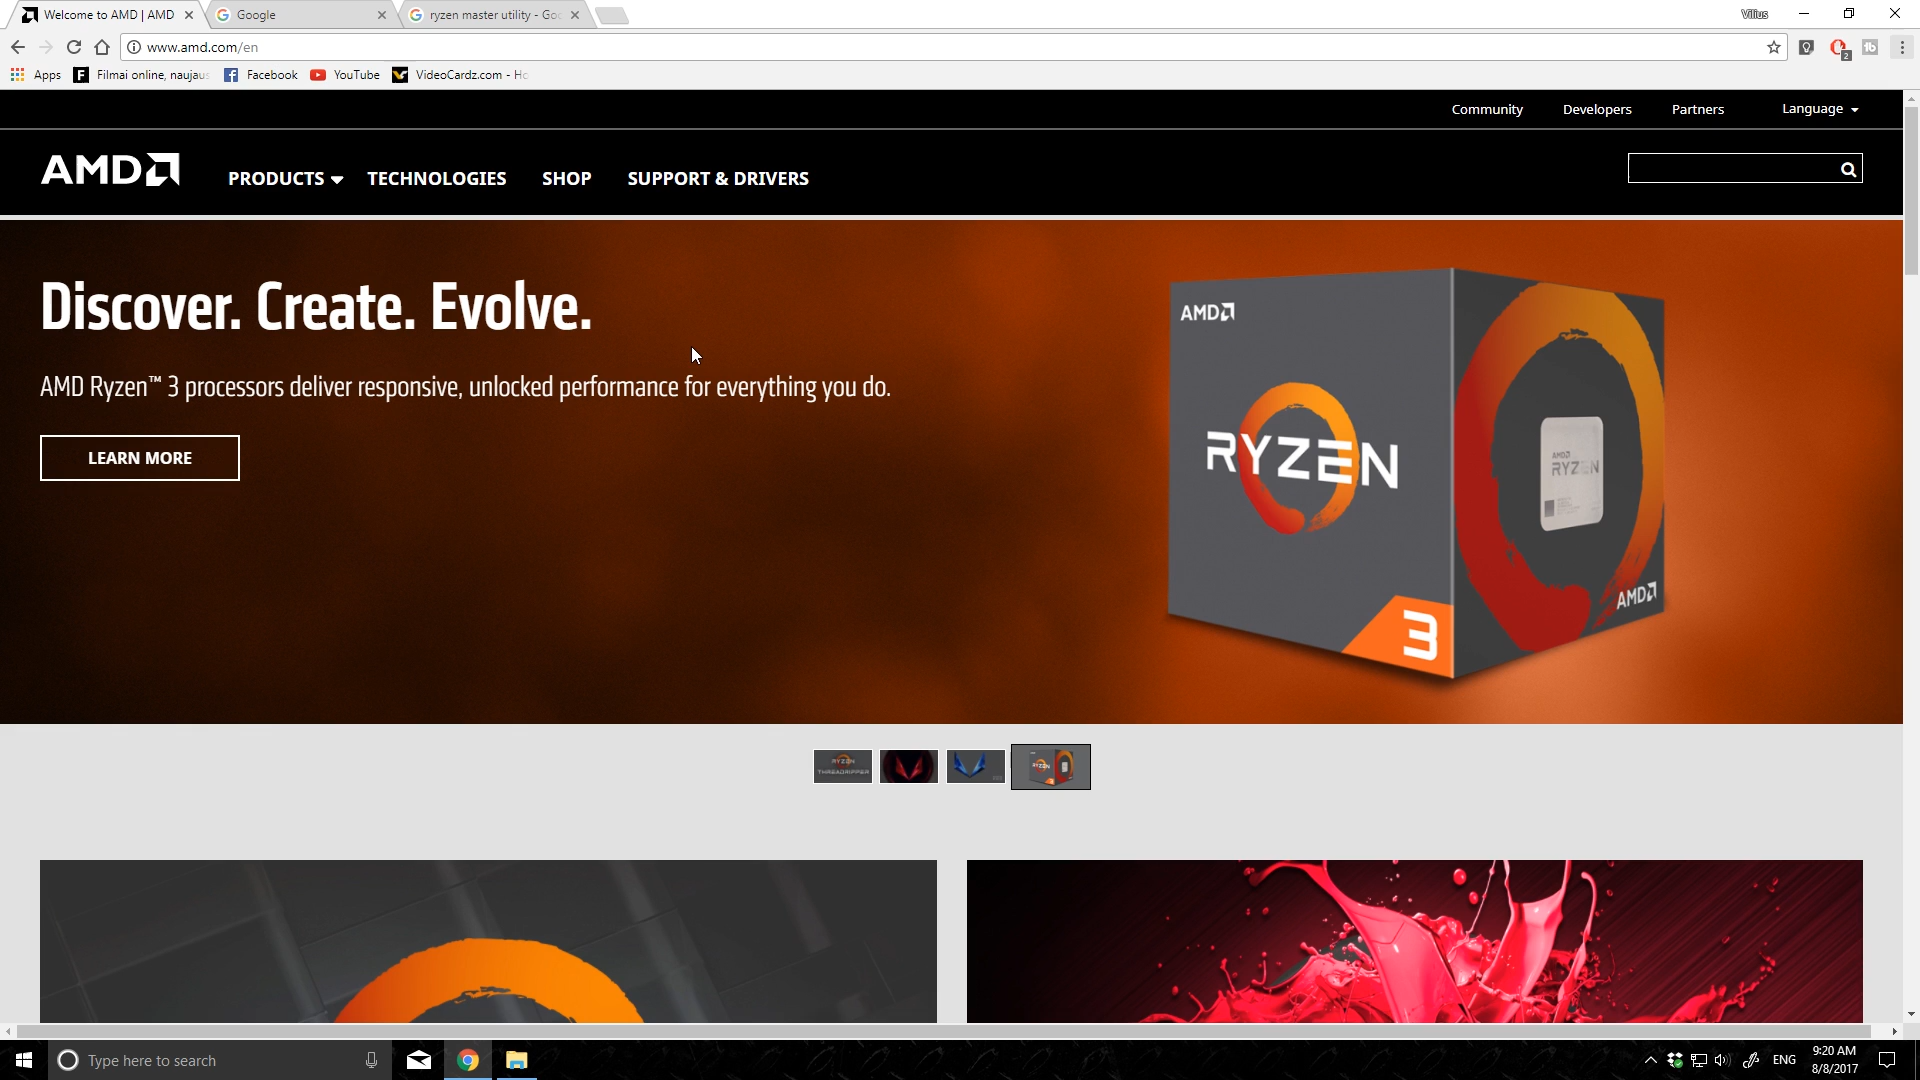 Welcome to AMD | AMD
Google
ryzen master utility - Goo
Vilius
www.amd.com/en
2
Apps
Filmai online, naujaus
Facebook
YouTube
VideoCardz.com - Ho
Community
Developers
Partners
Language
AMD
PRODUCTS
TECHNOLOGIES
SHOP
SUPPORT & DRIVERS
Discover. Create. Evolve.
AMD Ryzen™ 3 processors deliver responsive, unlocked performance for everything you do.
LEARN MORE
AMD
RYZEN
3
AMD
RYZEN
AMD
RYZEN
THREADRIPPER
RYZEN
Type here to search
ENG
9:20 AM
8/8/2017